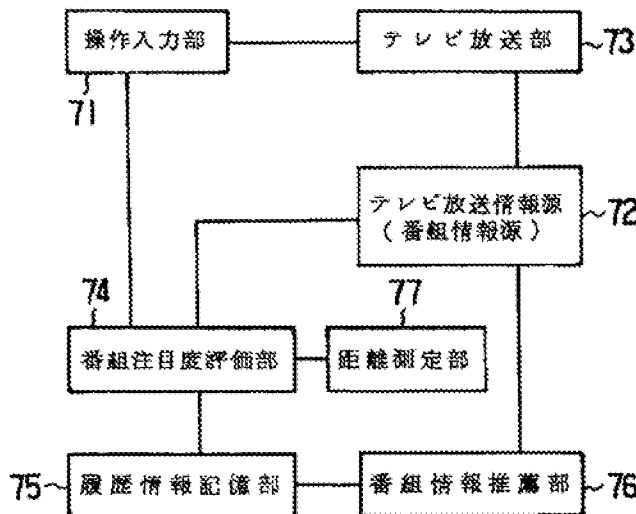 操作入力部
テレビ放送部
73
71
テレビ放送情報源
(番組情報源)
72
74
77
番組注目度評価部
距離測定部
75
履歴情報記憶部
番組情報推薦部
76